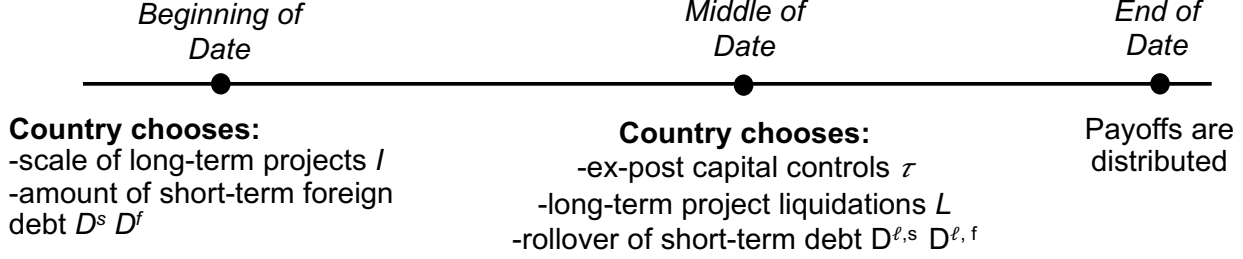 Beginning of
Date
Middle of
Date
End of
Date
Country chooses:
-scale of long-term projects I
-amount of short-term foreign
debt Dˢ Dᶠ
Country chooses:
-ex-post capital controls τ
-long-term project liquidations L
-rollover of short-term debt D^ℓ,s D^ℓ, f
Payoffs are
distributed